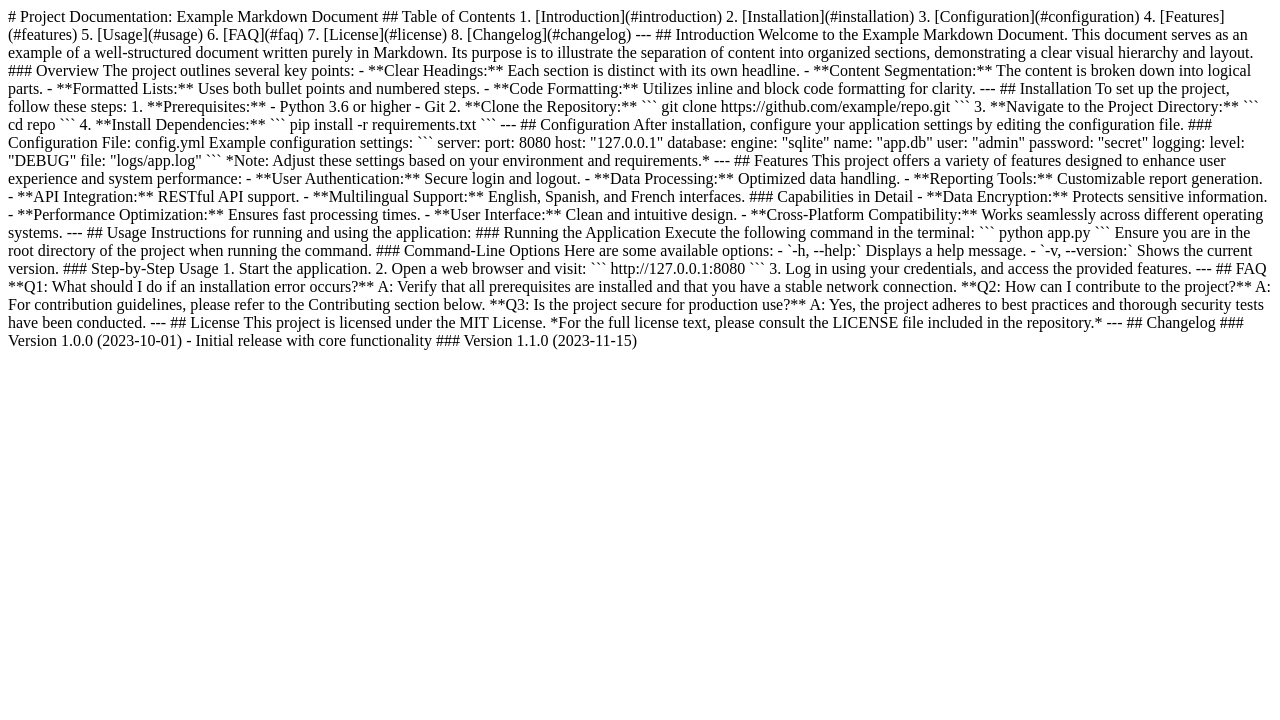 # Project Documentation: Example Markdown Document ## Table of Contents 1. [Introduction](#introduction) 2. [Installation](#installation) 3. [Configuration](#configuration) 4. [Features]
(#features) 5. [Usage](#usage) 6. [FAQ](#faq) 7. [License](#license) 8. [Changelog](#changelog) --- ## Introduction Welcome to the Example Markdown Document. This document serves as an
example of a well-structured document written purely in Markdown. Its purpose is to illustrate the separation of content into organized sections, demonstrating a clear visual hierarchy and layout.
### Overview The project outlines several key points: - **Clear Headings:** Each section is distinct with its own headline. - **Content Segmentation:** The content is broken down into logical
parts. - **Formatted Lists:** Uses both bullet points and numbered steps. - **Code Formatting:** Utilizes inline and block code formatting for clarity. --- ## Installation To set up the project,
follow these steps: 1. **Prerequisites:** - Python 3.6 or higher - Git 2. **Clone the Repository:** ``` git clone https://github.com/example/repo.git ``` 3. **Navigate to the Project Directory:** ```
cd repo ``` 4. **Install Dependencies:** ``` pip install -r requirements.txt ``` --- ## Configuration After installation, configure your application settings by editing the configuration file. ###
Configuration File: config.yml Example configuration settings: ``` server: port: 8080 host: "127.0.0.1" database: engine: "sqlite" name: "app.db" user: "admin" password: "secret" logging: level:
"DEBUG" file: "logs/app.log" ``` *Note: Adjust these settings based on your environment and requirements.* --- ## Features This project offers a variety of features designed to enhance user
experience and system performance: - **User Authentication:** Secure login and logout. - **Data Processing:** Optimized data handling. - **Reporting Tools:** Customizable report generation.
- **API Integration:** RESTful API support. - **Multilingual Support:** English, Spanish, and French interfaces. ### Capabilities in Detail - **Data Encryption:** Protects sensitive information.
- **Performance Optimization:** Ensures fast processing times. - **User Interface:** Clean and intuitive design. - **Cross-Platform Compatibility:** Works seamlessly across different operating
systems. --- ## Usage Instructions for running and using the application: ### Running the Application Execute the following command in the terminal: ``` python app.py ``` Ensure you are in the
root directory of the project when running the command. ### Command-Line Options Here are some available options: - `-h, --help:` Displays a help message. - `-v, --version:` Shows the current
version. ### Step-by-Step Usage 1. Start the application. 2. Open a web browser and visit: ``` http://127.0.0.1:8080 ``` 3. Log in using your credentials, and access the provided features. --- ## FAQ
**Q1: What should I do if an installation error occurs?** A: Verify that all prerequisites are installed and that you have a stable network connection. **Q2: How can I contribute to the project?** A:
For contribution guidelines, please refer to the Contributing section below. **Q3: Is the project secure for production use?** A: Yes, the project adheres to best practices and thorough security tests
have been conducted. --- ## License This project is licensed under the MIT License. *For the full license text, please consult the LICENSE file included in the repository.* --- ## Changelog ###
Version 1.0.0 (2023-10-01) - Initial release with core functionality ### Version 1.1.0 (2023-11-15)